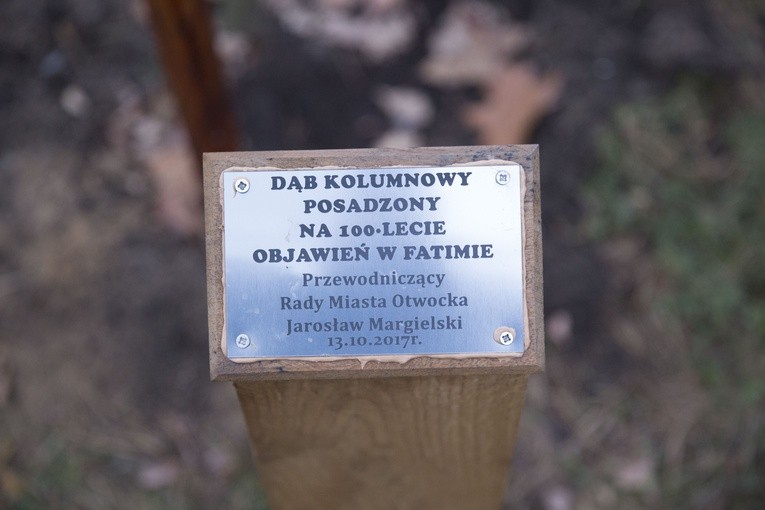 DĄB KOLUMNOWY
POSADZONY
NA 100-LECIE
OBJAWIEŃ W FATIMIE
Przewodniczący
Rady Miasta Otwocka
Jarosław Margielski
13.10.2017r.